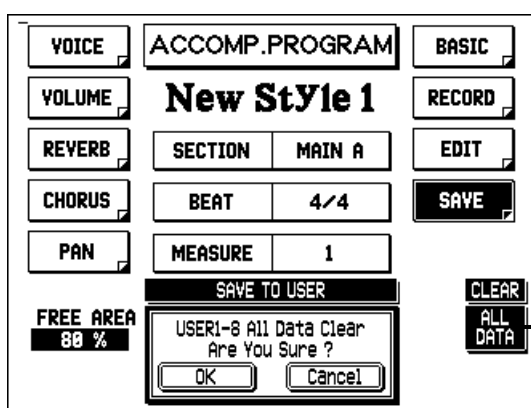 VOICE
ACCOMP.PROGRAM
BASIC
VOLUME
New Style 1
RECORD
REVERB
SECTION
MAIN A
EDIT
CHORUS
BEAT
4/4
SAVE
PAN
MEASURE
1
SAVE TO USER
CLEAR
FREE AREA
80 %
USER1-8 All Data Clear
Are You Sure ?
OK
Cancel
ALL
DATA